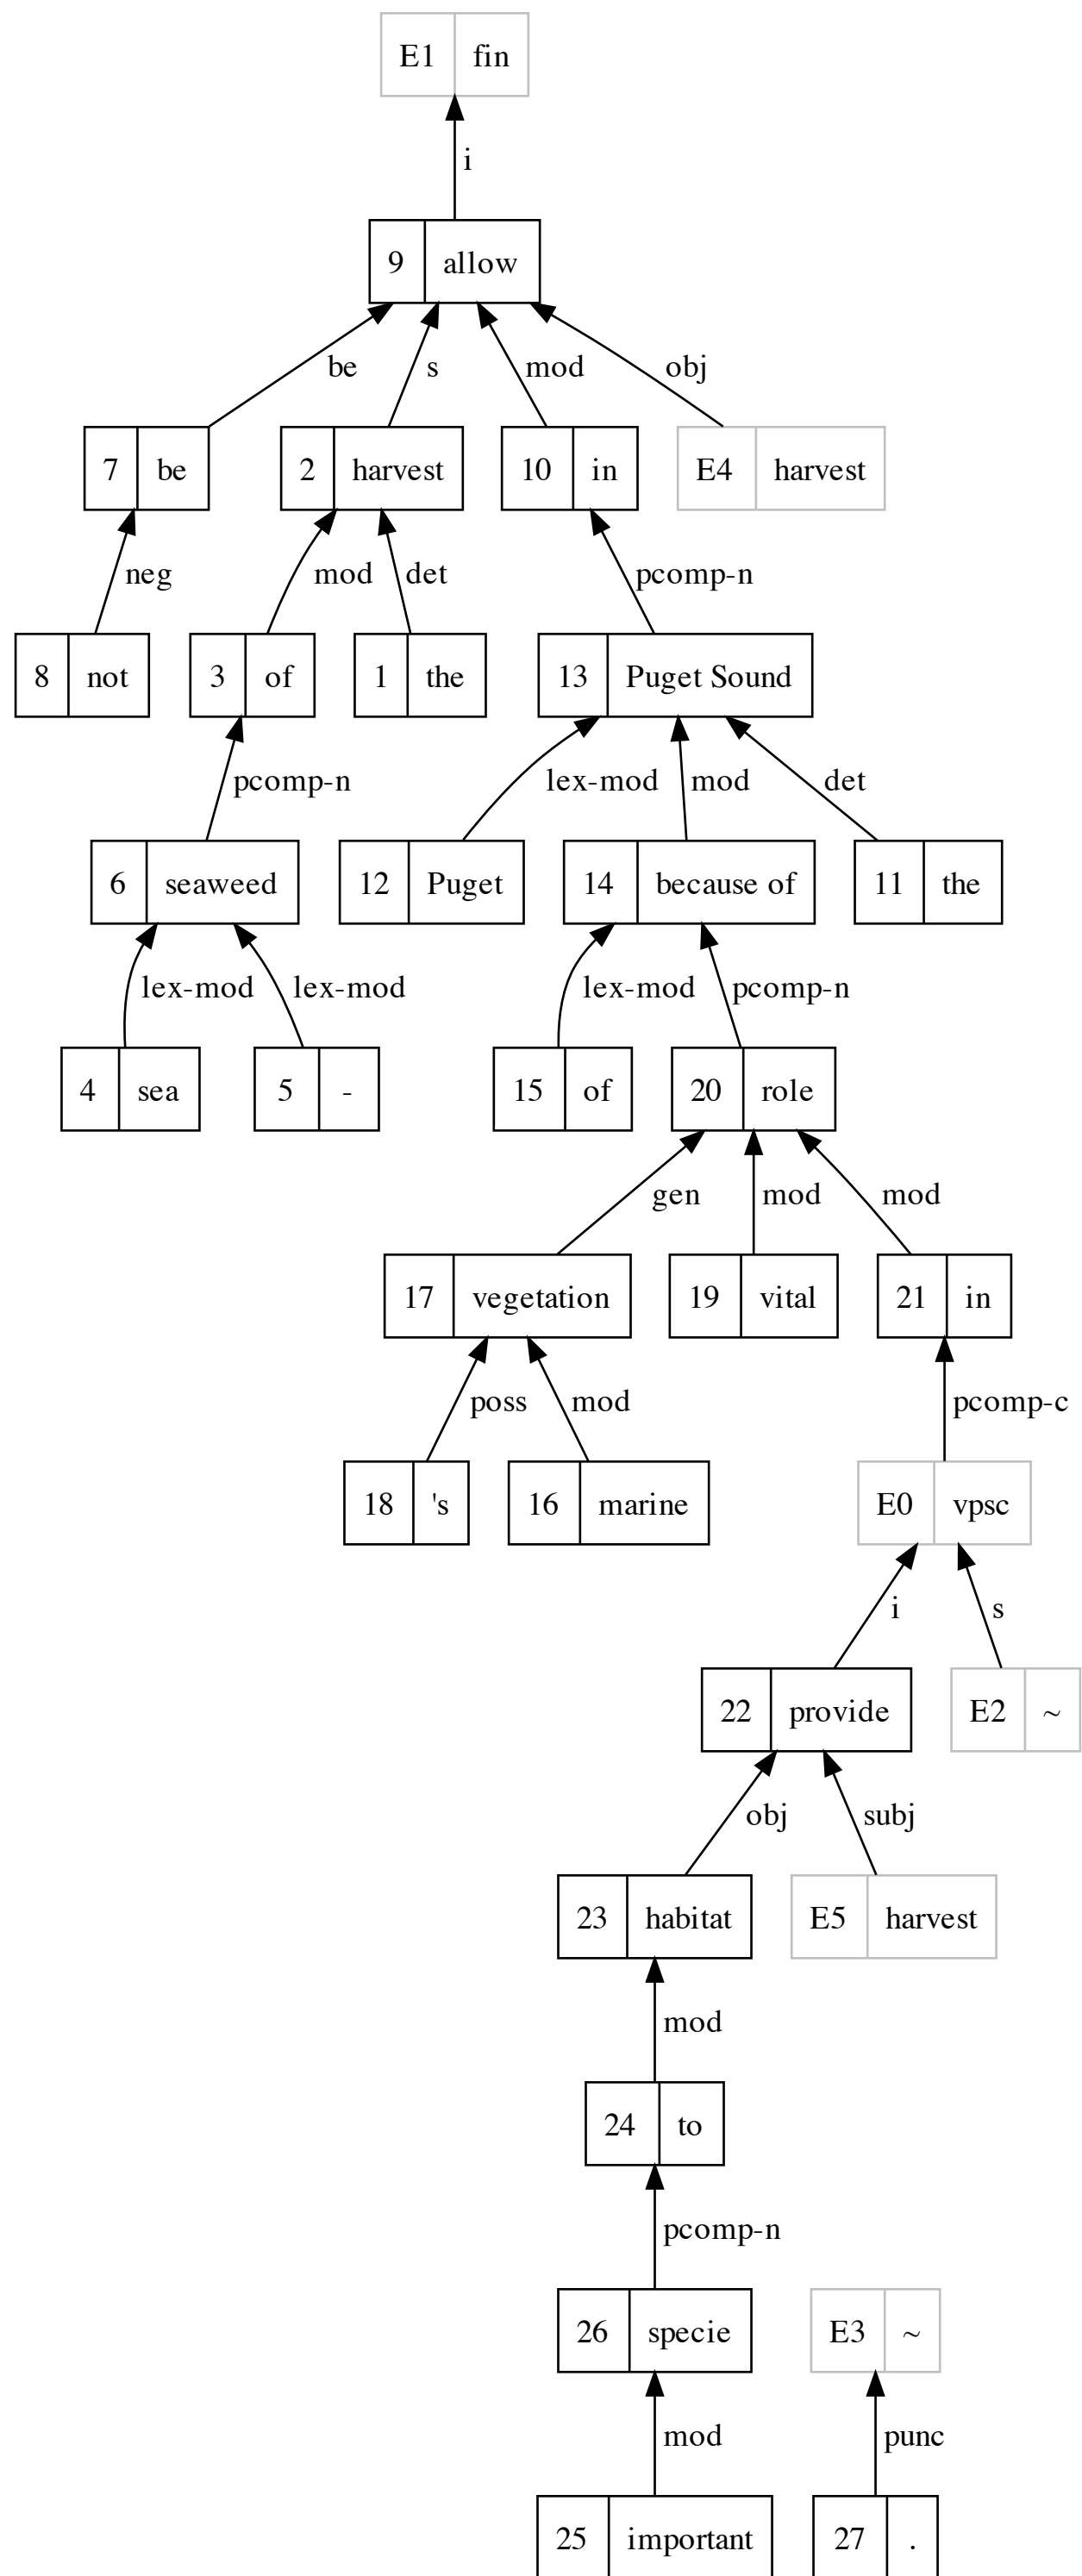 E1 fin
i
9 allow
be s mod obj
7 be 2 harvest 10 in E4 harvest
neg mod det pcomp-n
8 not 3 of 1 the 13 Puget Sound
pcomp-n lex-mod mod det
6 seaweed 12 Puget 14 because of 11 the
lex-mod lex-mod lex-mod pcomp-n
4 sea 5 - 15 of 20 role
gen mod mod
17 vegetation 19 vital 21 in
poss mod pcomp-c
18 's 16 marine E0 vpsc
i s
22 provide E2 ~
obj subj
23 habitat E5 harvest
mod
24 to
pcomp-n
26 specie E3 ~
mod punc
25 important 27 .